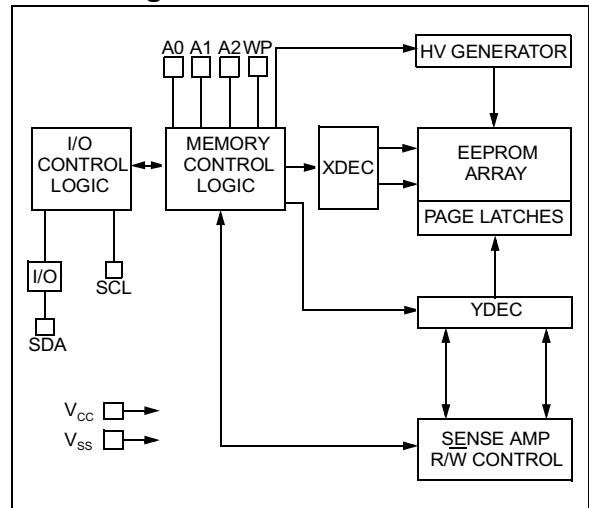 A0 A1 A2 WP
HV GENERATOR
I/O
CONTROL
LOGIC
MEMORY
CONTROL
LOGIC
XDEC
EEPROM
ARRAY
PAGE LATCHES
I/O
SCL
SDA
YDEC
VCC
VSS
SENSE AMP
R/W̅ CONTROL